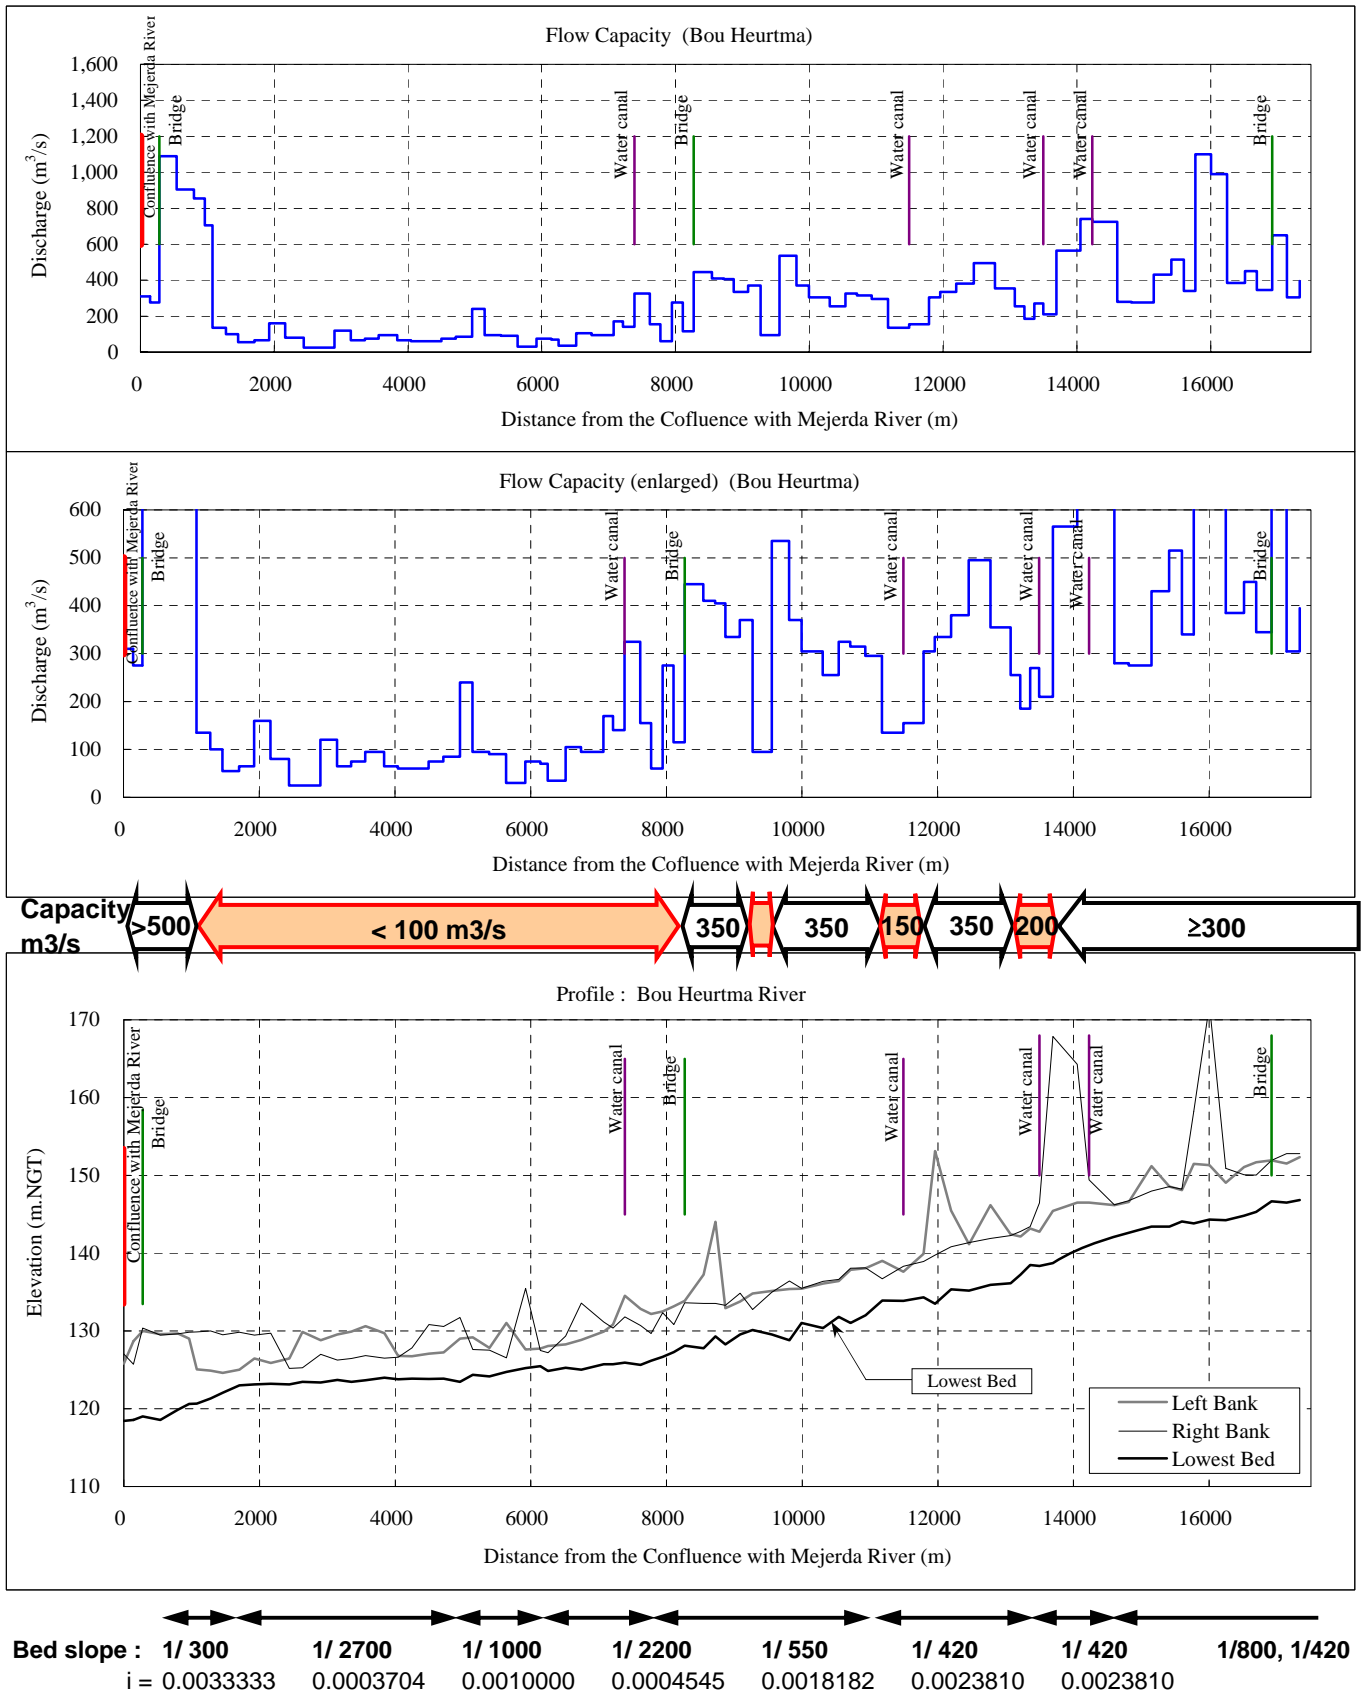 Flow Capacity (Bou Heurtma)
1,600
1,400
1,200
1,000
800
600
400
200
0
Discharge (m³/s)
Confluence with Mejerda River
Bridge
Water canal
Bridge
Water canal
Water canal
Water canal
Bridge
0 2000 4000 6000 8000 10000 12000 14000 16000
Distance from the Cofluence with Mejerda River (m)
Flow Capacity (enlarged) (Bou Heurtma)
600
500
400
300
200
100
0
Discharge (m³/s)
Confluence with Mejerda River
Bridge
Water canal
Bridge
Water canal
Water canal
Water canal
Bridge
0 2000 4000 6000 8000 10000 12000 14000 16000
Distance from the Cofluence with Mejerda River (m)
Capacity
m3/s
>500 < 100 m3/s 350 350 150 350 200 ≥300
Profile : Bou Heurtma River
170
160
150
140
130
120
110
Elevation (m.NGT)
Confluence with Mejerda River
Bridge
Water canal
Bridge
Water canal
Water canal
Water canal
Bridge
Lowest Bed
Left Bank
Right Bank
Lowest Bed
0 2000 4000 6000 8000 10000 12000 14000 16000
Distance from the Confluence with Mejerda River (m)
Bed slope : 1/ 300 1/ 2700 1/ 1000 1/ 2200 1/ 550 1/ 420 1/ 420 1/800, 1/420
i = 0.0033333 0.0003704 0.0010000 0.0004545 0.0018182 0.0023810 0.0023810